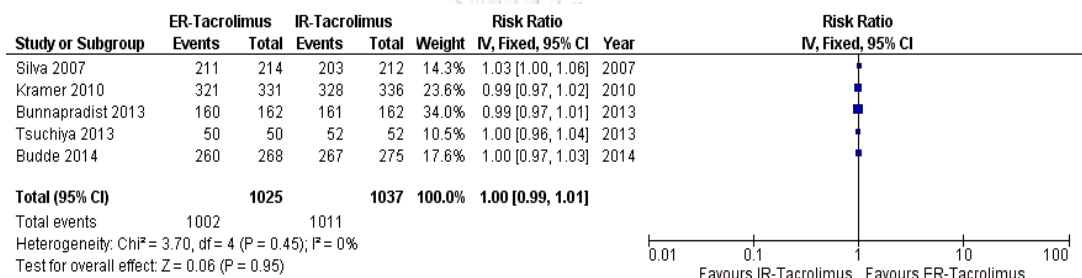 ER-Tacrolimus IR-Tacrolimus Risk Ratio Risk Ratio
Study or Subgroup Events Total Events Total Weight IV, Fixed, 95% CI Year IV, Fixed, 95% CI
Silva 2007 211 214 203 212 14.3% 1.03 [1.00, 1.06] 2007
Kramer 2010 321 331 328 336 23.6% 0.99 [0.97, 1.02] 2010
Bunnapradist 2013 160 162 161 162 34.0% 0.99 [0.97, 1.01] 2013
Tsuchiya 2013 50 50 52 52 10.5% 1.00 [0.96, 1.04] 2013
Budde 2014 260 268 267 275 17.6% 1.00 [0.97, 1.03] 2014
Total (95% CI) 1025 1037 100.0% 1.00 [0.99, 1.01]
Total events 1002 1011
Heterogeneity: Chi² = 3.70, df = 4 (P = 0.45); I² = 0%
Test for overall effect: Z = 0.06 (P = 0.95)
0.01 0.1 1 10 100
Favours IR-Tacrolimus Favours ER-Tacrolimus